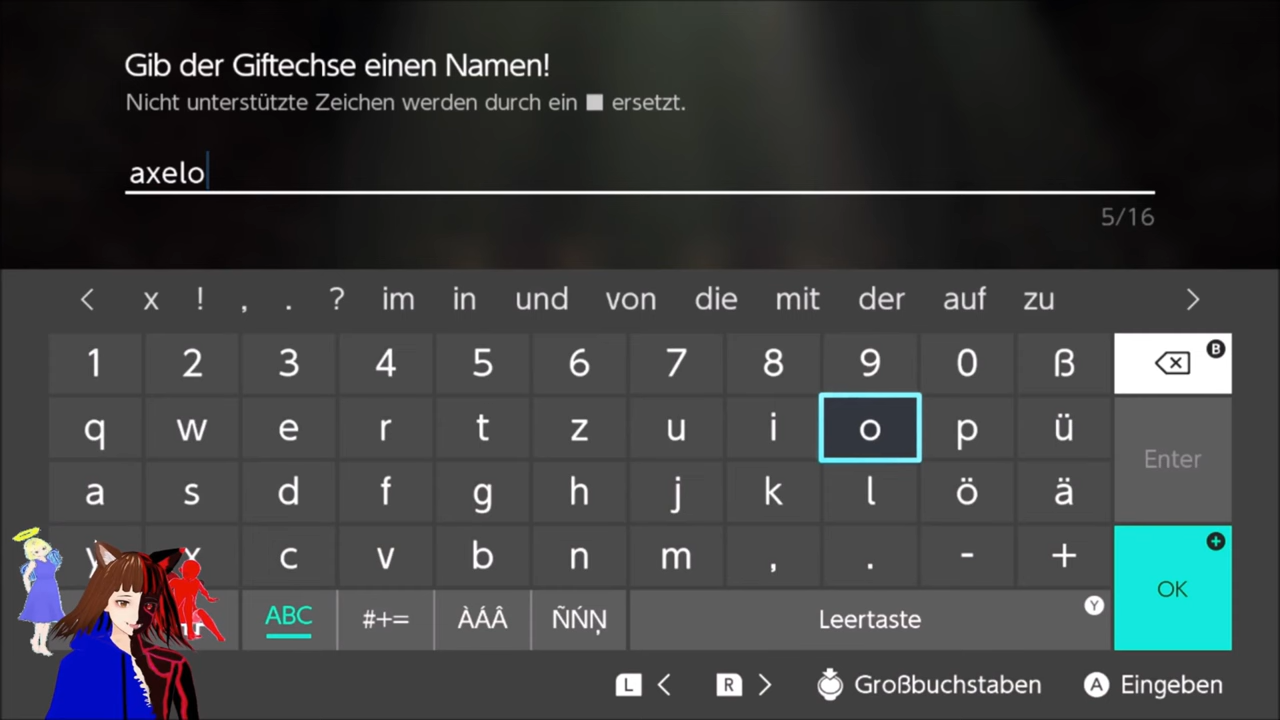 Gib der Giftechse einen Namen!
Nicht unterstützte Zeichen werden durch ein ■ ersetzt.
axelo
5/16
< x ! , . ? im in und von die mit der auf zu >
1 2 3 4 5 6 7 8 9 0 ß B
q w e r t z u i o p ü Enter
a s d f g h j k l ö ä
c v b n m , . - + OK +
ABC #+= ÀÁÂ ÑŃŅ Leertaste Y
L < R > Großbuchstaben A Eingeben